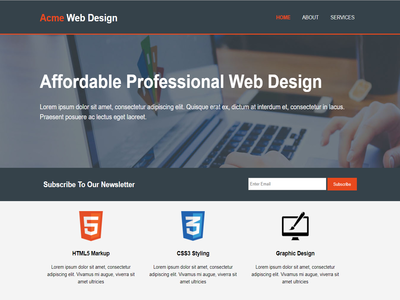 Acme Web Design
HOME ABOUT SERVICES
Affordable Professional Web Design
Lorem ipsum dolor sit amet, consectetur adipiscing elit. Quisque erat ex, dictum at interdum et, consectetur in lacus.
Praesent posuere ac lectus eget laoreet.
Subscribe To Our Newsletter
Enter Email
Subscribe
5
3
HTML5 Markup
CSS3 Styling
Graphic Design
Lorem ipsum dolor sit amet, consectetur
adipiscing elit. Vivamus mi augue, viverra
sit ultricies
Lorem ipsum dolor sit amet, consectetur
adipiscing elit. Vivamus mi augue, viverra
sit ultricies
Lorem ipsum dolor sit amet, consectetur
adipiscing elit. Vivamus mi augue, viverra
sit ultricies